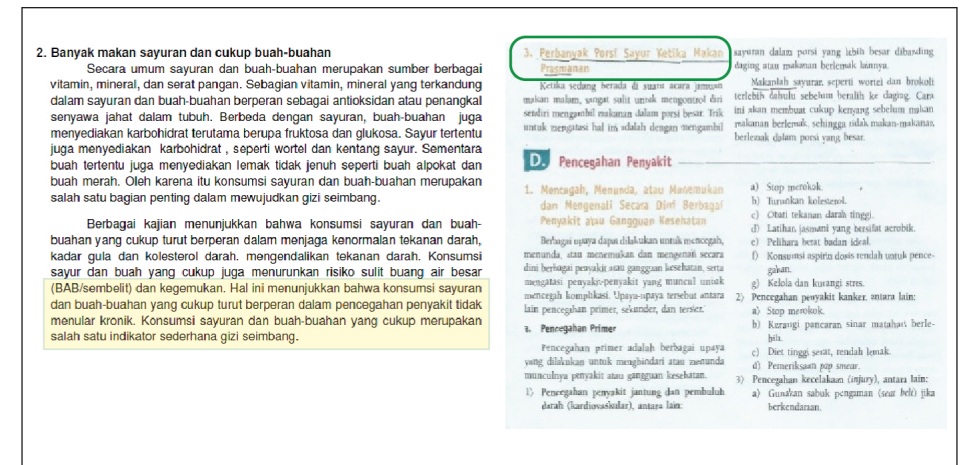 2. Banyak makan sayuran dan cukup buah-buahan
Secara umum sayuran dan buah-buahan merupakan sumber berbagai
vitamin, mineral, dan serat pangan. Sebagian vitamin, mineral yang terkandung
dalam sayuran dan buah-buahan berperan sebagai antioksidan atau penangkal
senyawa jahat dalam tubuh. Berbeda dengan sayuran, buah-buahan juga
menyediakan karbohidrat terutama berupa fruktosa dan glukosa. Sayur tertentu
juga menyediakan karbohidrat , seperti wortel dan kentang sayur. Sementara
buah tertentu juga menyediakan lemak tidak jenuh seperti buah alpokat dan
buah merah. Oleh karena itu konsumsi sayuran dan buah-buahan merupakan
salah satu bagian penting dalam mewujudkan gizi seimbang.
Berbagai kajian menunjukkan bahwa konsumsi sayuran dan buah-
buahan yang cukup turut berperan dalam menjaga kenormalan tekanan darah,
kadar gula dan kolesterol darah. mengendalikan tekanan darah. Konsumsi
sayur dan buah yang cukup juga menurunkan risiko sulit buang air besar
(BAB/sembelit) dan kegemukan. Hal ini menunjukkan bahwa konsumsi sayuran
dan buah-buahan yang cukup turut berperan dalam pencegahan penyakit tidak
menular kronik. Konsumsi sayuran dan buah-buahan yang cukup merupakan
salah satu indikator sederhana gizi seimbang.
3. Perbanyak Porsi Sayur Ketika Makan
Prasmanan
Ketika sedang berada di suatu acara jamuan
makan malam, sangat sulit untuk mengontrol diri
sendiri mengambil makanan dalam porsi besar. Trik
untuk mengatasi hal ini adalah dengan mengambil
sayuran dalam porsi yang lebih besar dibanding
daging atau makanan berlemak lainnya.
Makanlah sayuran seperti wortel dan brokoli
terlebih dahulu sebelum beralih ke daging. Cara
ini akan membuat cukup kenyang sebelum makan
makanan berlemak, sehingga tidak makan-makanan
berlemak dalam porsi yang besar.
D. Pencegahan Penyakit
1. Mencegah, Menunda, atau Menemukan
dan Mengenali Secara Dini Berbagai
Penyakit atau Gangguan Kesehatan
Berbagai upaya dapat dilakukan untuk mencegah,
menunda, atau menemukan dan mengenali secara
dini berbagai penyakit atau gangguan kesehatan, serta
mengatasi penyakit-penyakit yang muncul untuk
mencegah komplikasi. Upaya-upaya tersebut antara
lain pencegahan primer, sekunder, dan tersier.
a. Pencegahan Primer
Pencegahan primer adalah berbagai upaya
yang dilakukan untuk menghindari atau menunda
munculnya penyakit atau gangguan kesehatan.
1) Pencegahan penyakit jantung dan pembuluh
darah (kardiovaskular), antara lain:
a) Stop merokok.
b) Turunkan kolesterol.
c) Obati tekanan darah tinggi.
d) Latihan jasmani yang bersifat aerobik.
e) Pelihara berat badan ideal.
f) Konsumsi aspirin dosis rendah untuk pence-
gahan.
g) Kelola dan kurangi stres.
2) Pencegahan penyakit kanker, antara lain:
a) Stop merokok.
b) Kurangi pancaran sinar matahari berle-
bih.
c) Diet tinggi serat, rendah lemak.
d) Pemeriksaan pap smear.
3) Pencegahan kecelakaan (injury), antara lain:
a) Gunakan sabuk pengaman (seat belt) jika
berkendaraan.